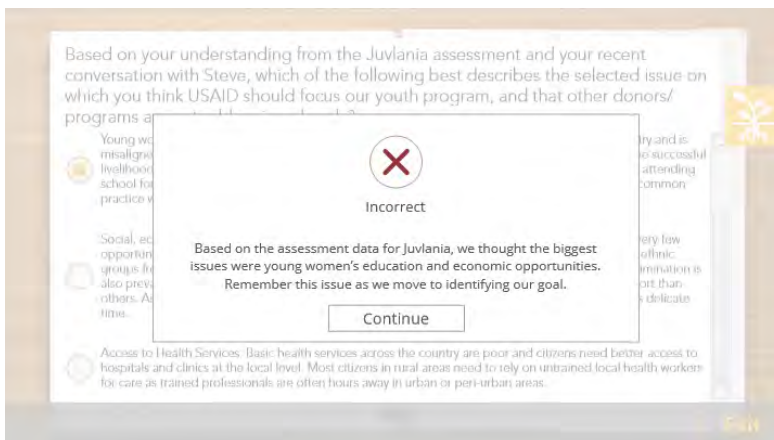 Based on your understanding from the Juvlania assessment and your recent
conversation with Steve, which of the following best describes the selected issue on
which you think USAID should focus our youth program, and that other donors/
programs
Young
misaligne
livelihood
school for
practice
try and is
successful
attending
common
Incorrect
Based on the assessment data for Juvlania, we thought the biggest
issues were young women's education and economic opportunities.
Remember this issue as we move to identifying our goal.
Continue
Social, ec
opportun
groups
also prev
others. A
time.
very few
ethnic
mination is
ort than
delicate
Access to Health Services. Basic health services across the country are poor and citizens need better access to
hospitals and clinics at the local level. Most citizens in rural areas need to rely on untrained local health workers
for care as trained professionals are often hours away in urban or peri-urban areas.
Exit